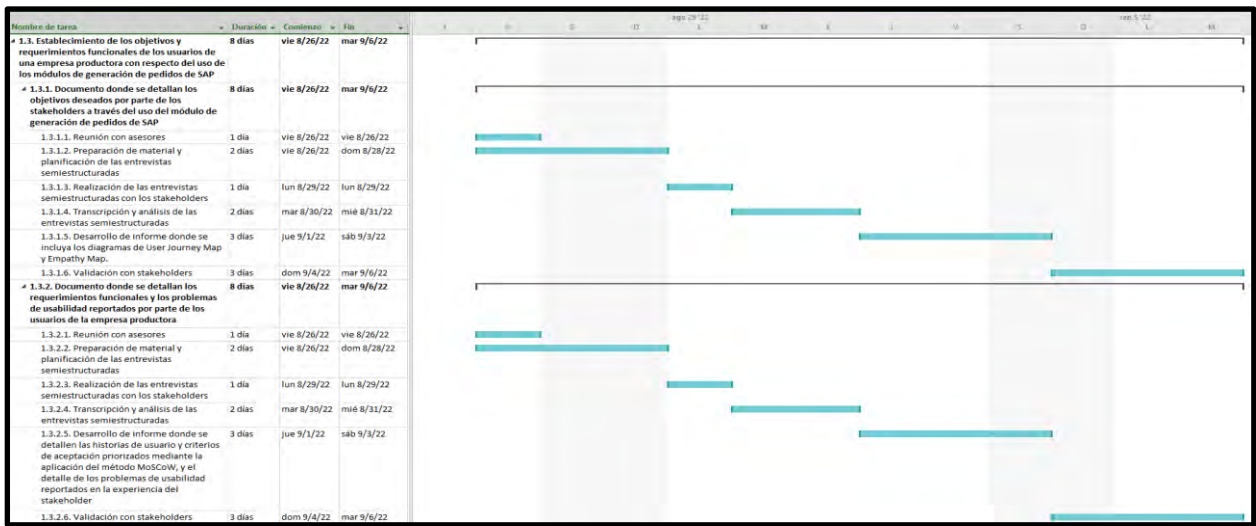 Nombre de tarea Duración Comienzo Fin
ago 29 '22 sep 5 '22
V S D L M X J V S D L M
1.3. Establecimiento de los objetivos y 8 días vie 8/26/22 mar 9/6/22
requerimientos funcionales de los usuarios de
una empresa productora con respecto del uso de
los módulos de generación de pedidos de SAP
1.3.1. Documento donde se detallan los 8 días vie 8/26/22 mar 9/6/22
objetivos deseados por parte de los
stakeholders a través del uso del módulo de
generación de pedidos de SAP
1.3.1.1. Reunión con asesores 1 día vie 8/26/22 vie 8/26/22
1.3.1.2. Preparación de material y 2 días vie 8/26/22 dom 8/28/22
planificación de las entrevistas
semiestructuradas
1.3.1.3. Realización de las entrevistas 1 día lun 8/29/22 lun 8/29/22
semiestructuradas con los stakeholders
1.3.1.4. Transcripción y análisis de las 2 días mar 8/30/22 mié 8/31/22
entrevistas semiestructuradas
1.3.1.5. Desarrollo de informe donde se 3 días jue 9/1/22 sáb 9/3/22
incluya los diagramas de User Journey Map
y Empathy Map.
1.3.1.6. Validación con stakeholders 3 días dom 9/4/22 mar 9/6/22
1.3.2. Documento donde se detallan los 8 días vie 8/26/22 mar 9/6/22
requerimientos funcionales y los problemas
de usabilidad reportados por parte de los
usuarios de la empresa productora
1.3.2.1. Reunión con asesores 1 día vie 8/26/22 vie 8/26/22
1.3.2.2. Preparación de material y 2 días vie 8/26/22 dom 8/28/22
planificación de las entrevistas
semiestructuradas
1.3.2.3. Realización de las entrevistas 1 día lun 8/29/22 lun 8/29/22
semiestructuradas con los stakeholders
1.3.2.4. Transcripción y análisis de las 2 días mar 8/30/22 mié 8/31/22
entrevistas semiestructuradas
1.3.2.5. Desarrollo de informe donde se 3 días jue 9/1/22 sáb 9/3/22
detallen las historias de usuario y criterios
de aceptación priorizados mediante la
aplicación del método MoSCoW, y el
detalle de los problemas de usabilidad
reportados en la experiencia del
stakeholder
1.3.2.6. Validación con stakeholders 3 días dom 9/4/22 mar 9/6/22